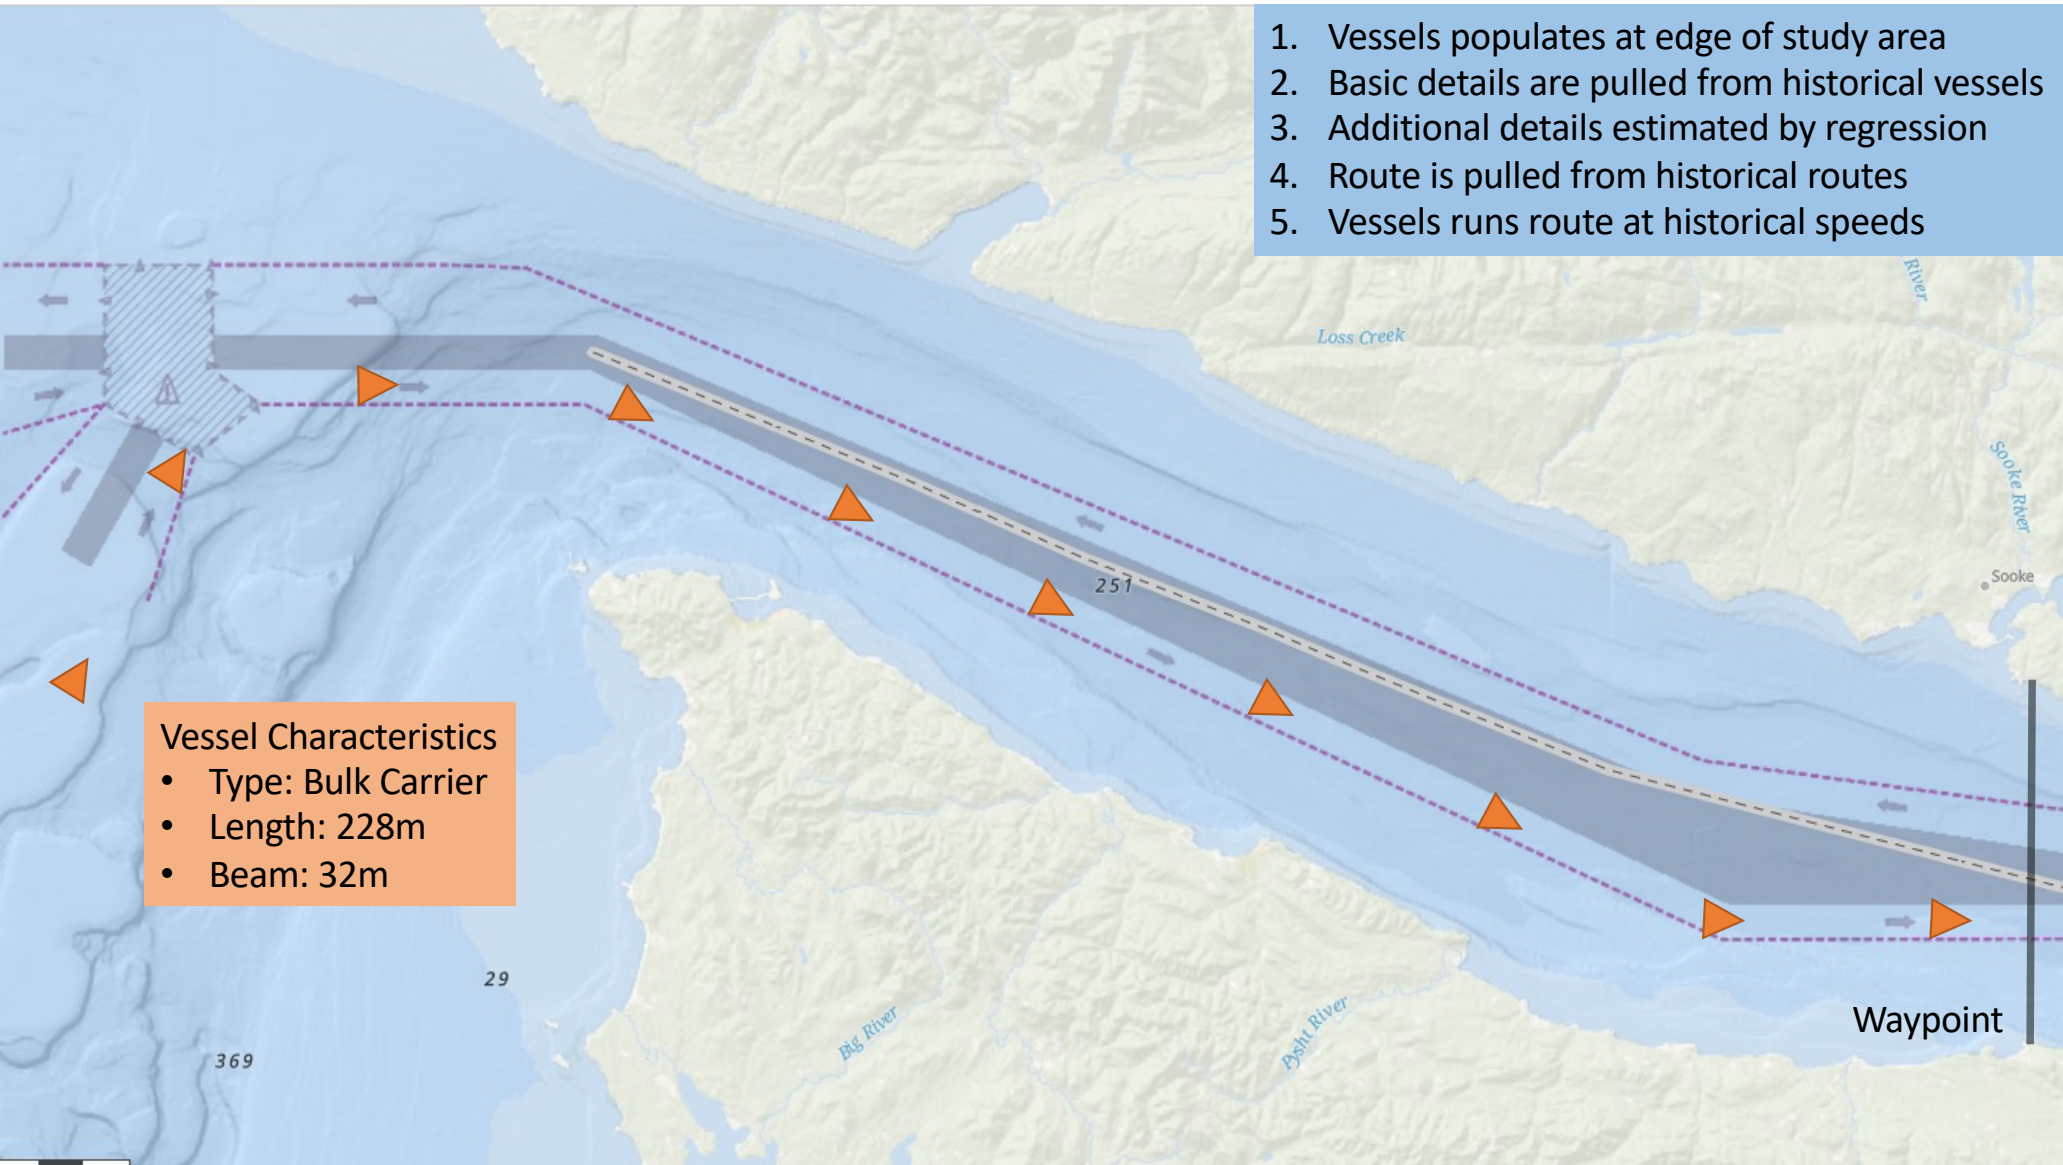 1. Vessels populates at edge of study area
2. Basic details are pulled from historical vessels
3. Additional details estimated by regression
4. Route is pulled from historical routes
5. Vessels runs route at historical speeds
River
Loss Creek
Sooke River
251
Sooke
Vessel Characteristics
• Type: Bulk Carrier
• Length: 228m
• Beam: 32m
29
Big River
Pysht River
Waypoint
369